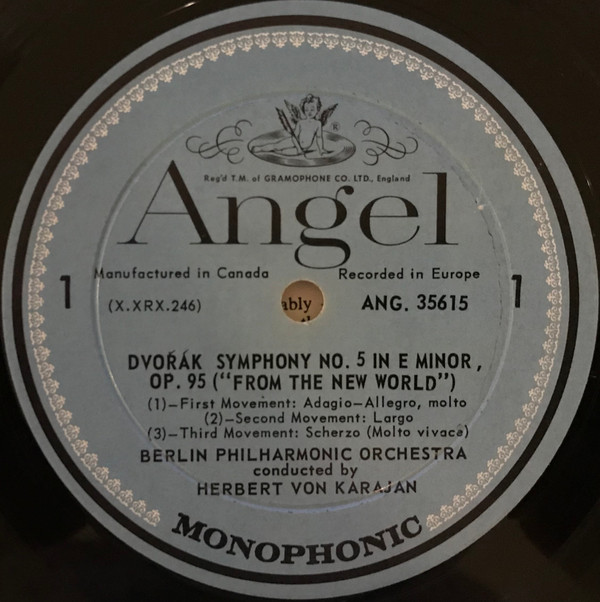 ®
Reg'd T.M. of GRAMOPHONE CO. LTD., England
Angel
Manufactured in Canada Recorded in Europe
1 1
(X.XRX.246) ably ANG. 35615
DVOŘÁK SYMPHONY NO. 5 IN E MINOR,
OP. 95 ("FROM THE NEW WORLD")
(1)—First Movement: Adagio—Allegro, molto
(2)—Second Movement: Largo
(3)—Third Movement: Scherzo (Molto vivace)
BERLIN PHILHARMONIC ORCHESTRA
conducted by
HERBERT VON KARAJAN
MONOPHONIC